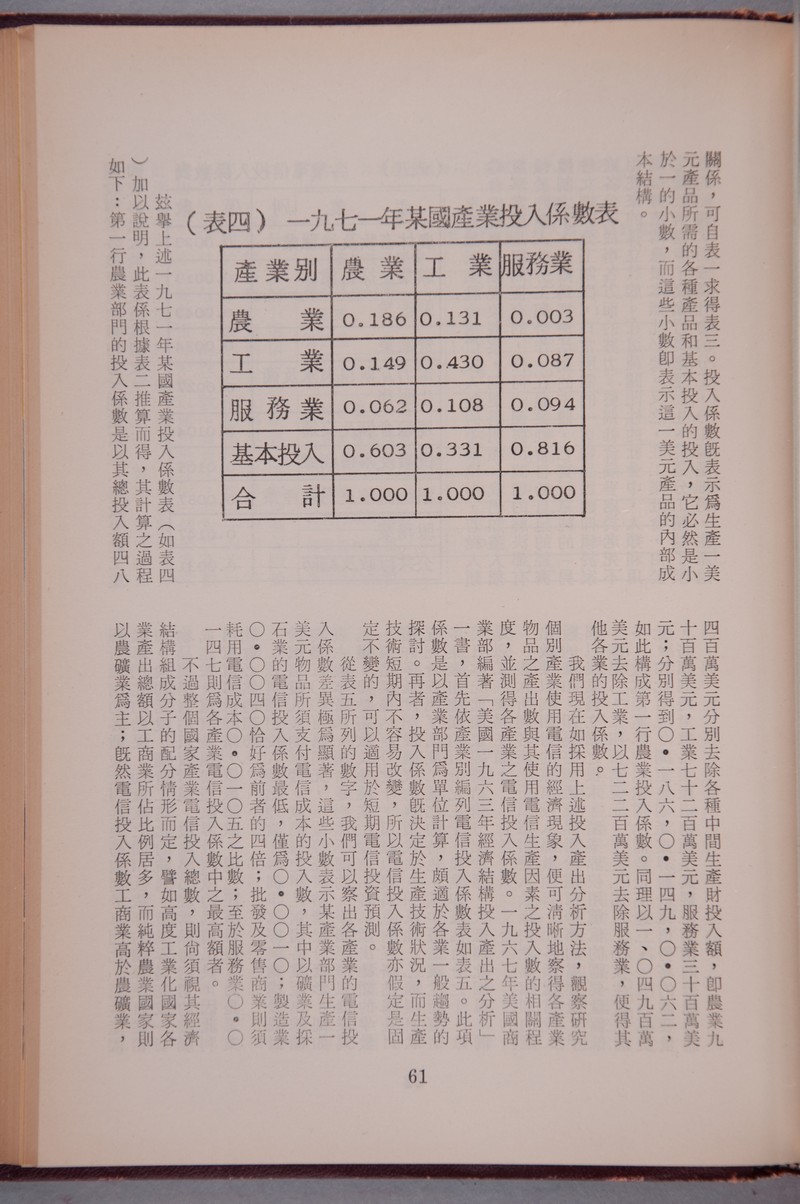 關係，可自表一求得表三。投入係數旣表示爲生產一美
元產品所需的各種產品和基本投入的投入，它必然是小
於一的小數，而這些小數卽表示這一美元產品的內部成
本結構。
（表四） 一九七一年某國產業投入係數表
產業別 農業 工業 服務業
農業 0.186 0.131 0.003
工業 0.149 0.430 0.087
服務業 0.062 0.108 0.094
基本投入 0.603 0.331 0.816
合計 1.000 1.000 1.000
玆舉上述一九七一年某國產業投入係數表（如表四
）加以說明，此表係根據表二推算而得，其計算之過程
如下：第一行農業部門的投入係數是以其總投入額四八
四百萬美元分別去除各種中間生產財投入額，卽農業九
十百萬美元，工業七十二百萬美元，服務業三十百萬美
元；分別得到○•一八六，○•一四九，○•○六二，
如此構成第一行農業投入係數。同理以一、○四九百萬
美元去除工業，以七二二百萬美元去除服務業，便得其
他各業的投入係數。
我們現在如採用上述投入產出分析方法，觀察研究
個別產業使用電信的經濟現象，便可淸晰地察得各產業
物品之產出數與其使用電信生產因素之投入數的相關程
度，並測得各產業之電信投入係數。一九六七年美國商
業部編著「美國一九六三年經濟結構投入產出之分析」
一書，首先依產業別編列電信投入係數表如表五。此項
係數是以產業部門爲單位計算，頗適於各業一般趨勢的
探討。再者，投入係數旣決定於生產技術狀況，而生產
技術短期內不容易改變，所以電信投入係數亦假定是固
定不變的，可以適用於短期電信投資預測。
從表五所列的數字，我們可以察出各產業的電信投
入係數差異極爲顯著，這些小數表示某產業部門生產一
美元物品所須支付電信成本的投入數，其中以礦業及採
石業的電信投入係數最低，僅爲○•○○一○；製造業
○•○○四○恰好爲前者的四倍；批發及零售商業則須
耗用電信成本○•○一○五之比數；至於服務業○。○
一四七則爲各產業電信投入係數中之最高額者。
不過整個國家產業電信投入總數，則尙須視其經濟
結構組成分子的配分情形而定，譬如高度工業化國家各
業產出總額以工商業所佔比例居多，而純粹農業國家則
以農礦業爲主；旣然電信投入係數工商業高於農礦業，
61